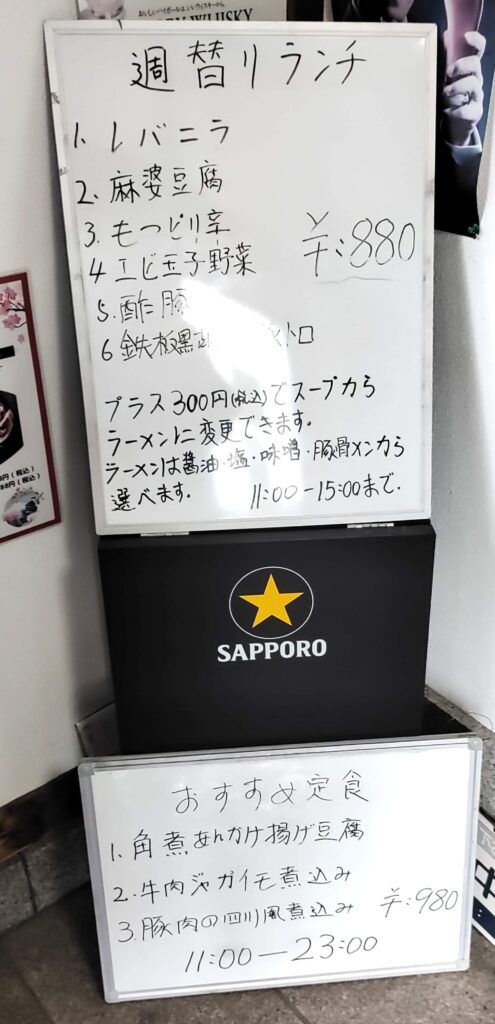 WHISKY
週替りランチ
1. レバニラ
2. 麻婆豆腐
3. もつピリ辛
4 エビ玉子野菜
¥:880
5. 酢豚
6 鉄板黒 トロ
プラス300円(税込)でスープから
ラーメンに変更できます。
ラーメンは醤油・塩・味噌・豚骨メンから
選べます。 11:00-15:00まで.
SAPPORO
おすすめ定食
1. 角煮あんかけ揚げ豆腐
2. 牛肉ジャガイモ煮込み
3. 豚肉の四川風煮込み ¥:980
11:00-23:00